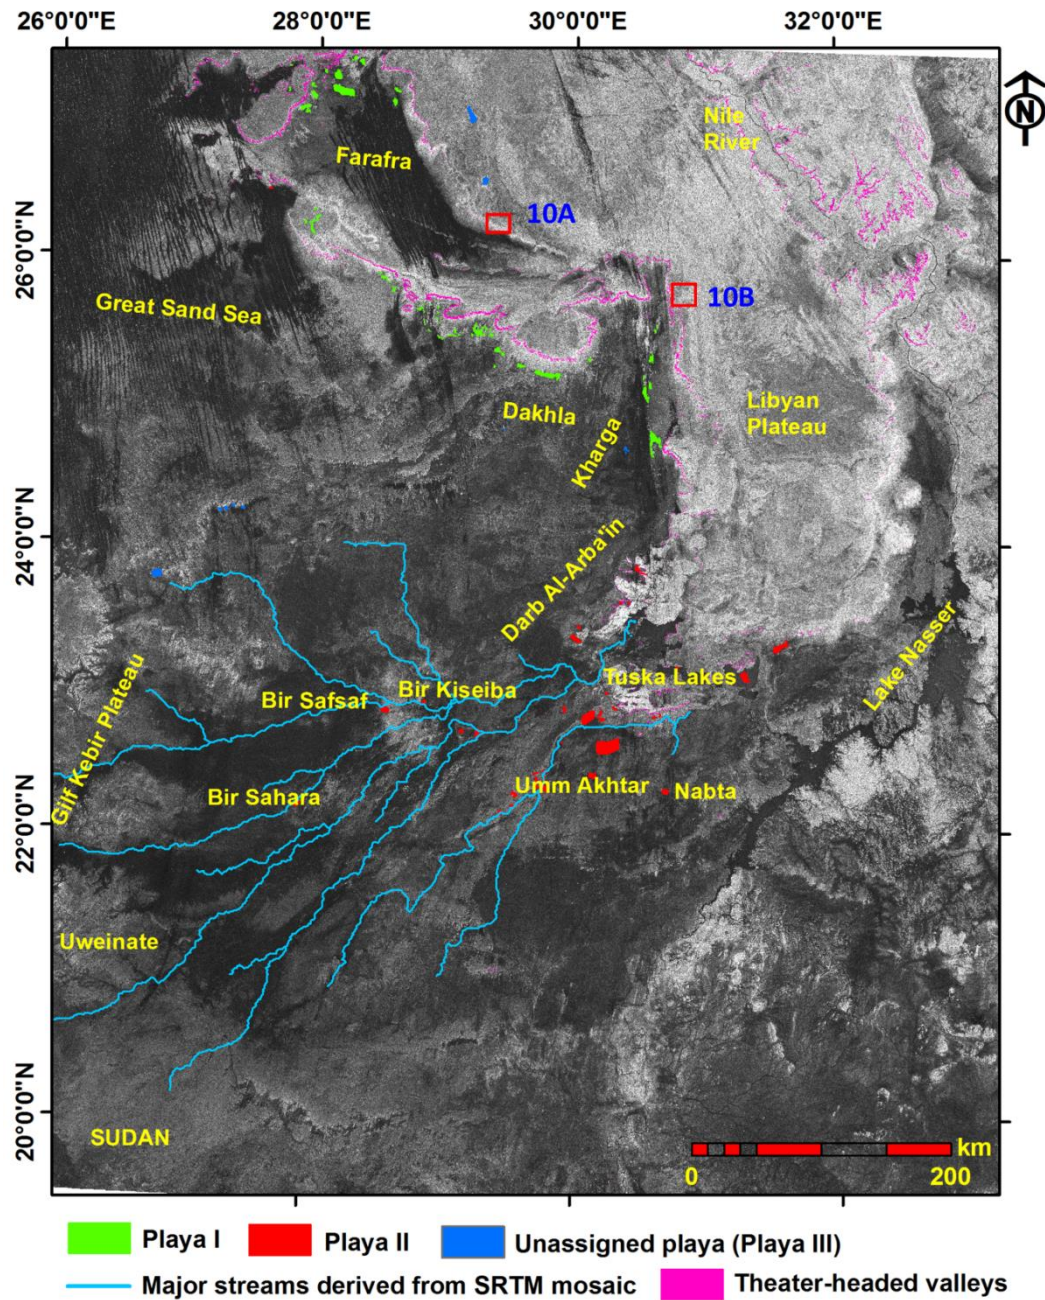 26°0'0"E 28°0'0"E 30°0'0"E 32°0'0"E
N
Nile
River
Farafra
10A
26°0'0"N
10B
Great Sand Sea
Libyan
Plateau
Dakhla
Kharga
24°0'0"N
Darb Al-Arba'in
Lake Nasser
Gilf Kebir Plateau
Bir Safsaf
Bir Kiseiba
Tuska Lakes
Bir Sahara
Umm Akhtar
Nabta
22°0'0"N
Uweinate
20°0'0"N
SUDAN
km
0 200
Playa I
Playa II
Unassigned playa (Playa III)
Major streams derived from SRTM mosaic
Theater-headed valleys